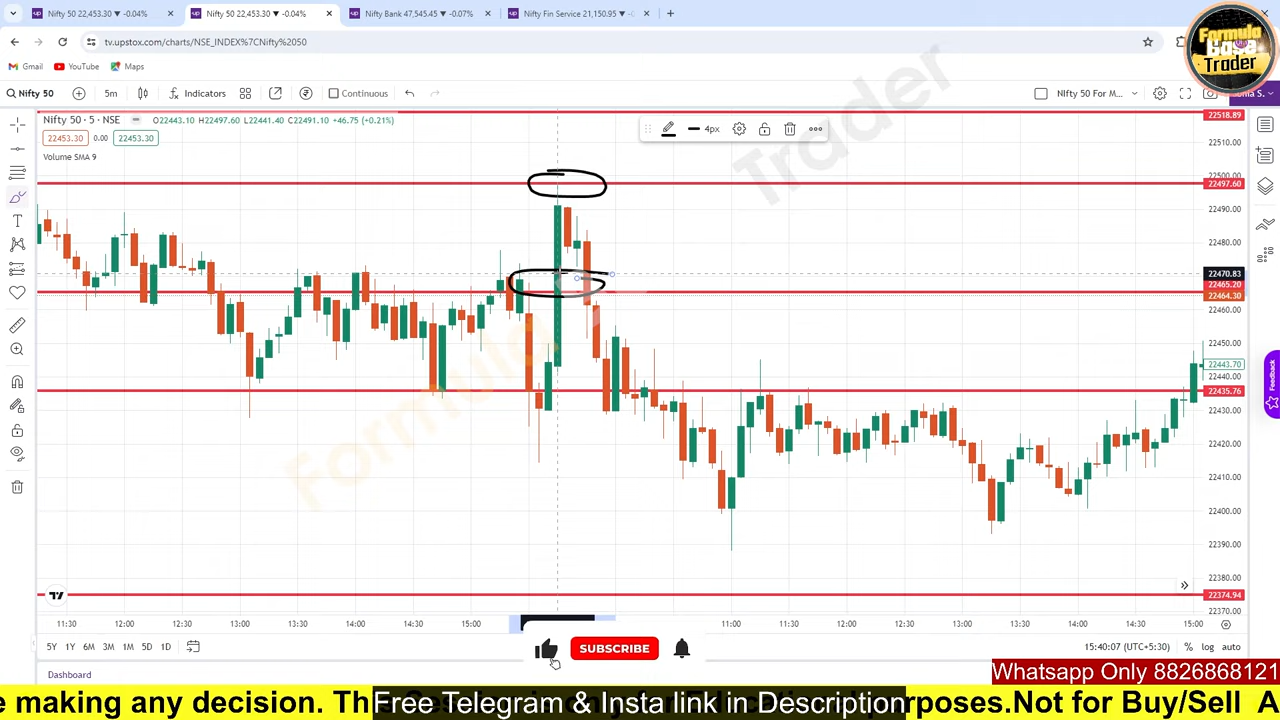 Nifty 50 22,453.30 ▼ -0.04%
Nifty 50 22,453.30 ▼ -0.04%
Nifty Bank 47,545.45 ▼ -0.07%
Nifty Fin Service 21,150.95 ▼ -0
tv.upstox.com/charts/NSE_INDEX%7CNifty%2050
Formula
Base
Trader
Gmail
YouTube
Maps
Nifty 50
5m
Indicators
Continuous
NIfty 50 For M...
Nifty 50 · 5 · NSE
O22443.10 H22497.60 L22441.40 C22491.10 +46.75 (+0.21%)
22453.30
0.00
22453.30
Volume SMA 9
4px
Trader
Formula
22518.89
22510.00
22500.00
22497.60
22490.00
22480.00
22470.83
22465.20
22464.30
22460.00
22450.00
22443.70
22440.00
22435.76
22430.00
22420.00
22410.00
22400.00
22390.00
22380.00
22374.94
22370.00
Feedback
11:30 12:00 12:30 13:00 13:30 14:00 14:30 15:00 11:00 11:30 12:00 12:30 13:00 13:30 14:00 14:30 15:00
5Y 1Y 6M 3M 1M 5D 1D
15:40:07 (UTC+5:30)
% log auto
SUBSCRIBE
Dashboard
Whatsapp Only 8826868121
e making any decision. Th
Free Telegram & Insta link in Description
rposes.Not for Buy/Sell A